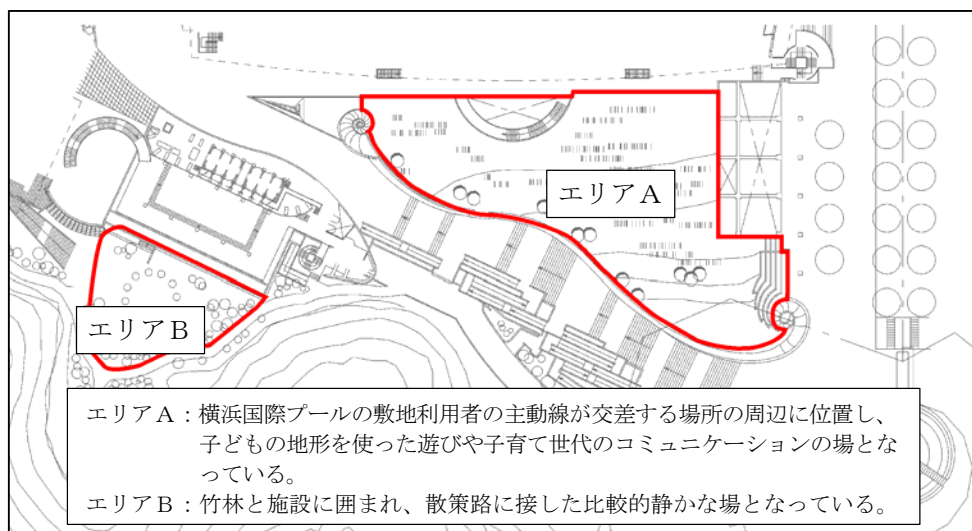 エリアA
エリアB
エリアA：横浜国際プールの敷地利用者の主動線が交差する場所の周辺に位置し、
子どもの地形を使った遊びや子育て世代のコミュニケーションの場とな
っている。
エリアB：竹林と施設に囲まれ、散策路に接した比較的静かな場となっている。